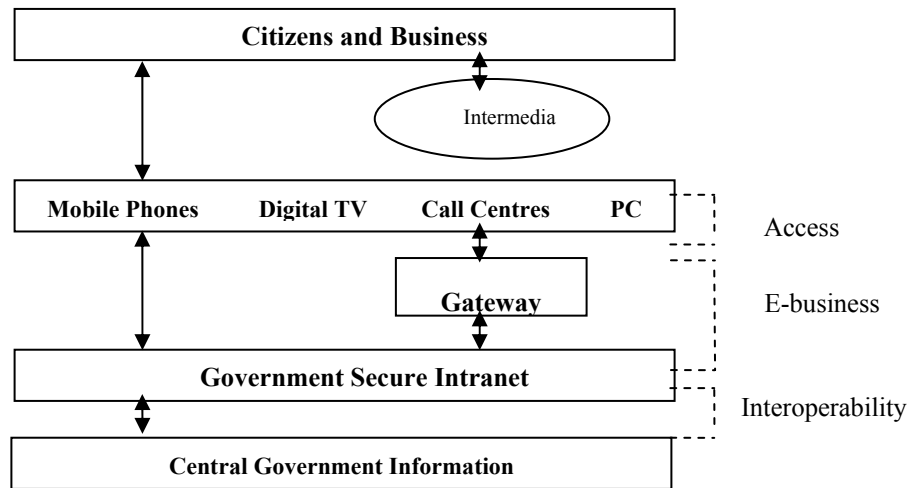 Citizens and Business
Intermedia
Mobile Phones Digital TV Call Centres PC
Access
Gateway
E-business
Government Secure Intranet
Interoperability
Central Government Information